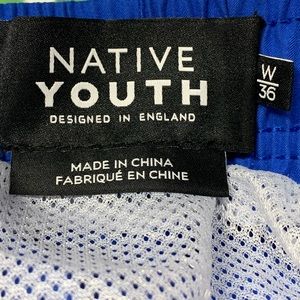 NATIVE
YOUTH
DESIGNED IN ENGLAND
W
36
MADE IN CHINA
FABRIQUÉ EN CHINE